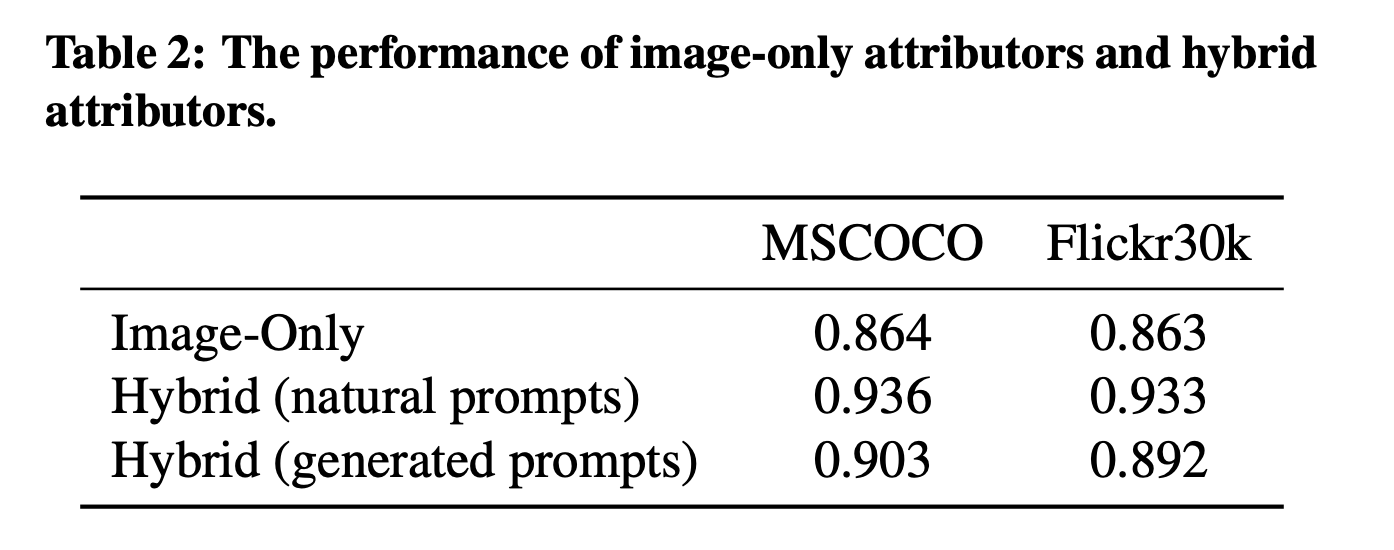 Table 2: The performance of image-only attributors and hybrid
attributors.
MSCOCO Flickr30k
Image-Only 0.864 0.863
Hybrid (natural prompts) 0.936 0.933
Hybrid (generated prompts) 0.903 0.892